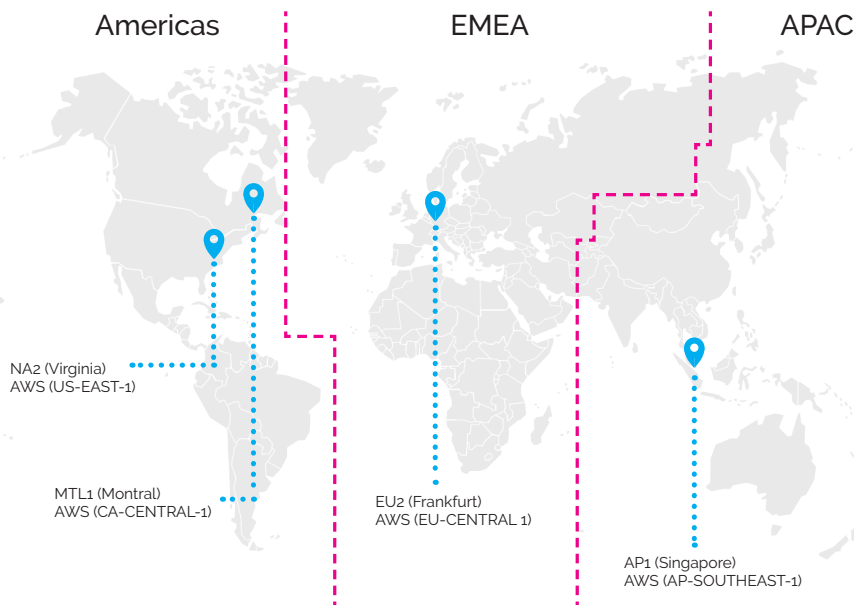 Americas
EMEA
APAC
NA2 (Virginia)
AWS (US-EAST-1)
MTL1 (Montral)
AWS (CA-CENTRAL-1)
EU2 (Frankfurt)
AWS (EU-CENTRAL 1)
AP1 (Singapore)
AWS (AP-SOUTHEAST-1)